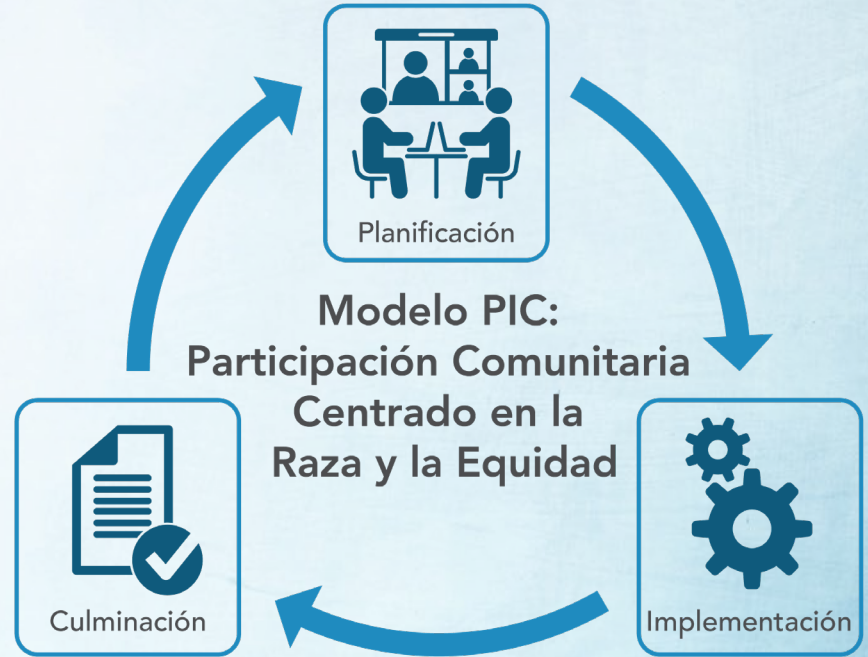 Planificación
Modelo PIC:
Participación Comunitaria
Centrado en la
Raza y la Equidad
Culminación
Implementación